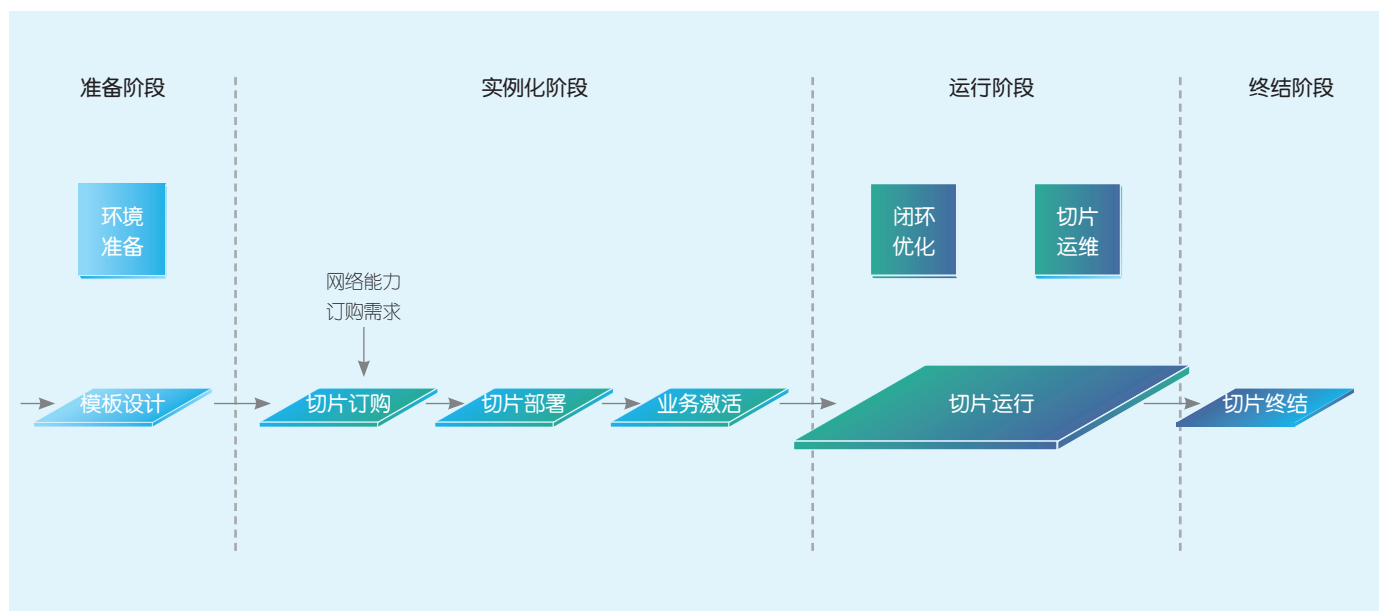 准备阶段
实例化阶段
运行阶段
终结阶段
环境
准备
闭环
优化
切片
运维
网络能力
订购需求
模板设计
切片订购
切片部署
业务激活
切片运行
切片终结